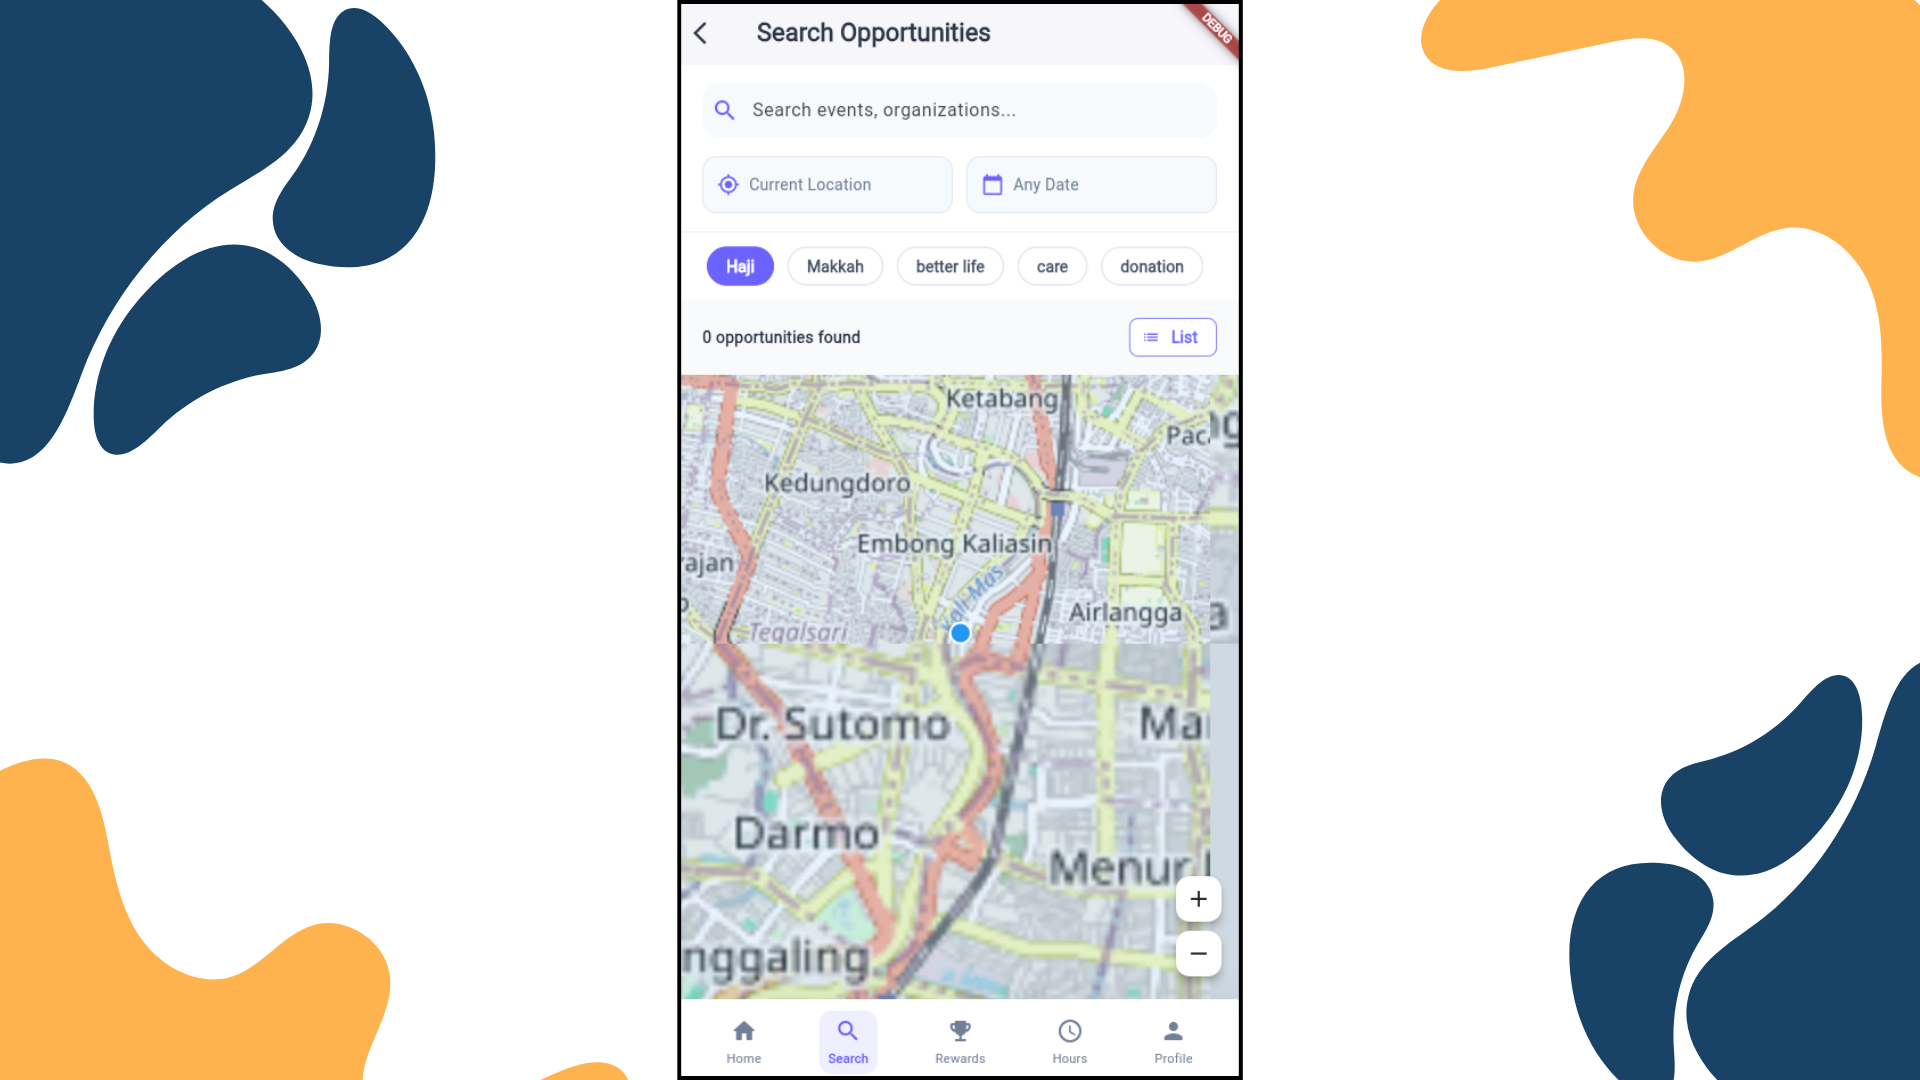 Search Opportunities
DEBUG
Search events, organizations...
Current Location
Any Date
Haji
Makkah
better life
care
donation
0 opportunities found
List
Ketabang
Kedungdoro
Embong Kaliasin
ajan
Kali Mas
Airlangga
Tegalsari
Dr. Sutomo
Ma
Darmo
Menur
nggaling
Home
Search
Rewards
Hours
Profile